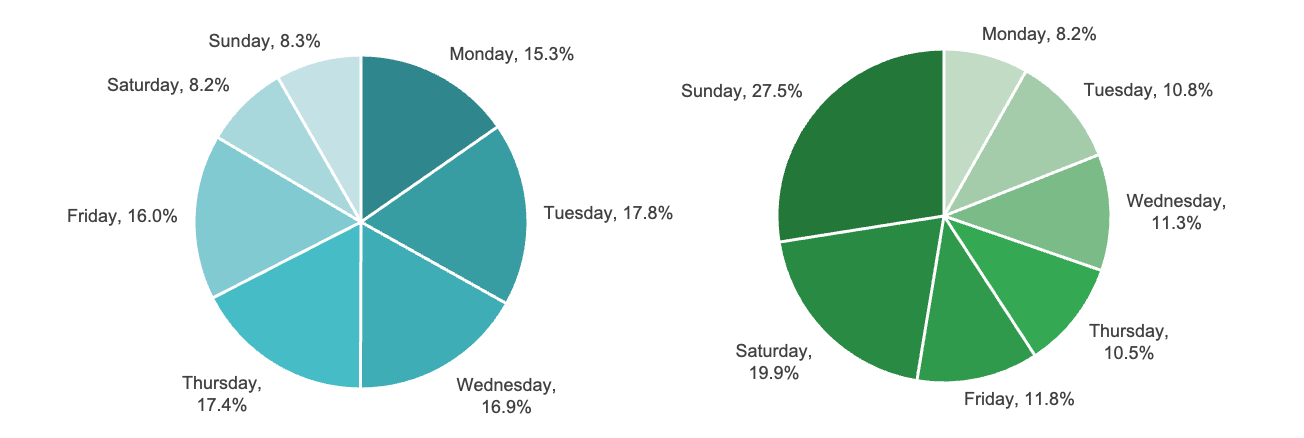 Sunday, 8.3%
Monday, 15.3%
Saturday, 8.2%
Friday, 16.0%
Tuesday, 17.8%
Thursday,
17.4%
Wednesday,
16.9%
Monday, 8.2%
Sunday, 27.5%
Tuesday, 10.8%
Wednesday,
11.3%
Thursday,
10.5%
Saturday,
19.9%
Friday, 11.8%